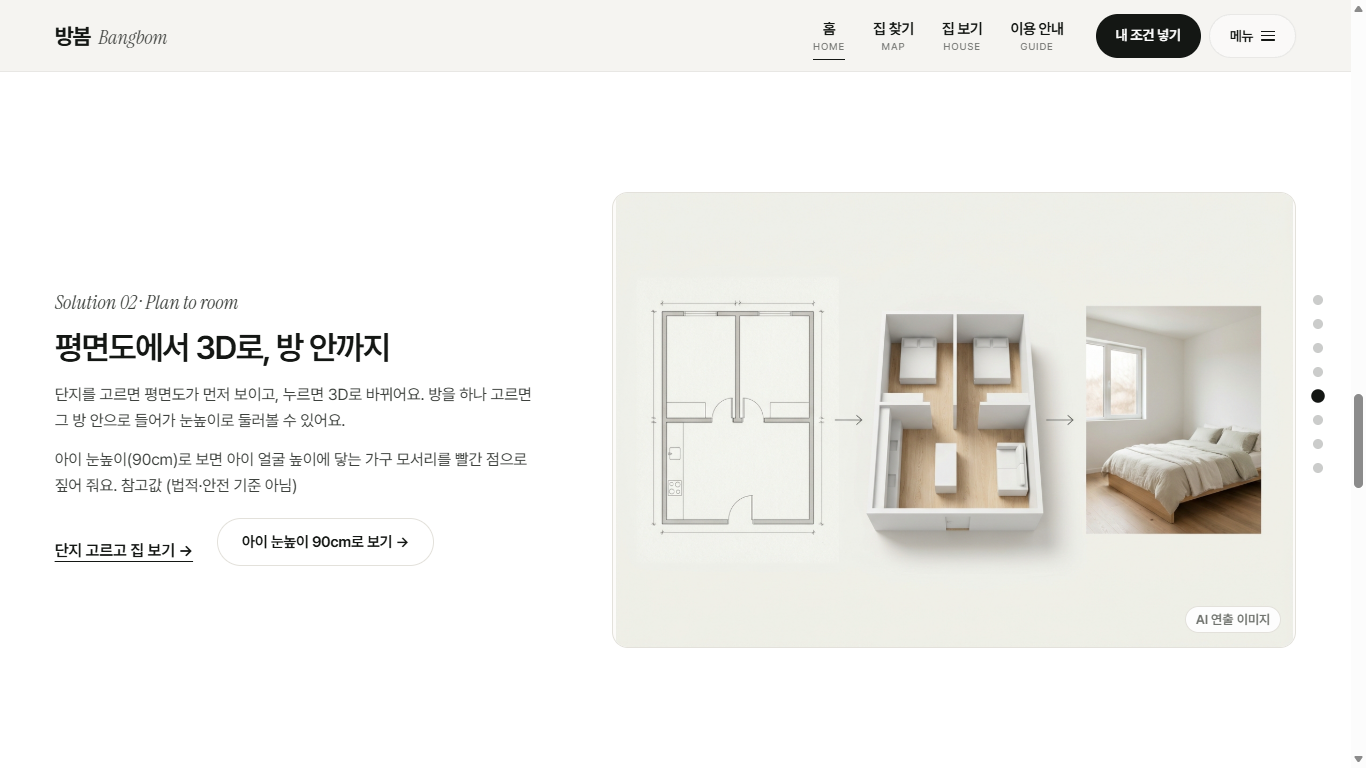 방봄 Bangbom
홈
HOME
집 찾기
MAP
집 보기
HOUSE
이용 안내
GUIDE
내 조건 넣기
메뉴
Solution 02 · Plan to room
평면도에서 3D로, 방 안까지
단지를 고르면 평면도가 먼저 보이고, 누르면 3D로 바뀌어요. 방을 하나 고르면
그 방 안으로 들어가 눈높이로 둘러볼 수 있어요.
아이 눈높이(90cm)로 보면 아이 얼굴 높이에 닿는 가구 모서리를 빨간 점으로
짚어 줘요. 참고값 (법적·안전 기준 아님)
단지 고르고 집 보기 →
아이 눈높이 90cm로 보기 →
AI 연출 이미지